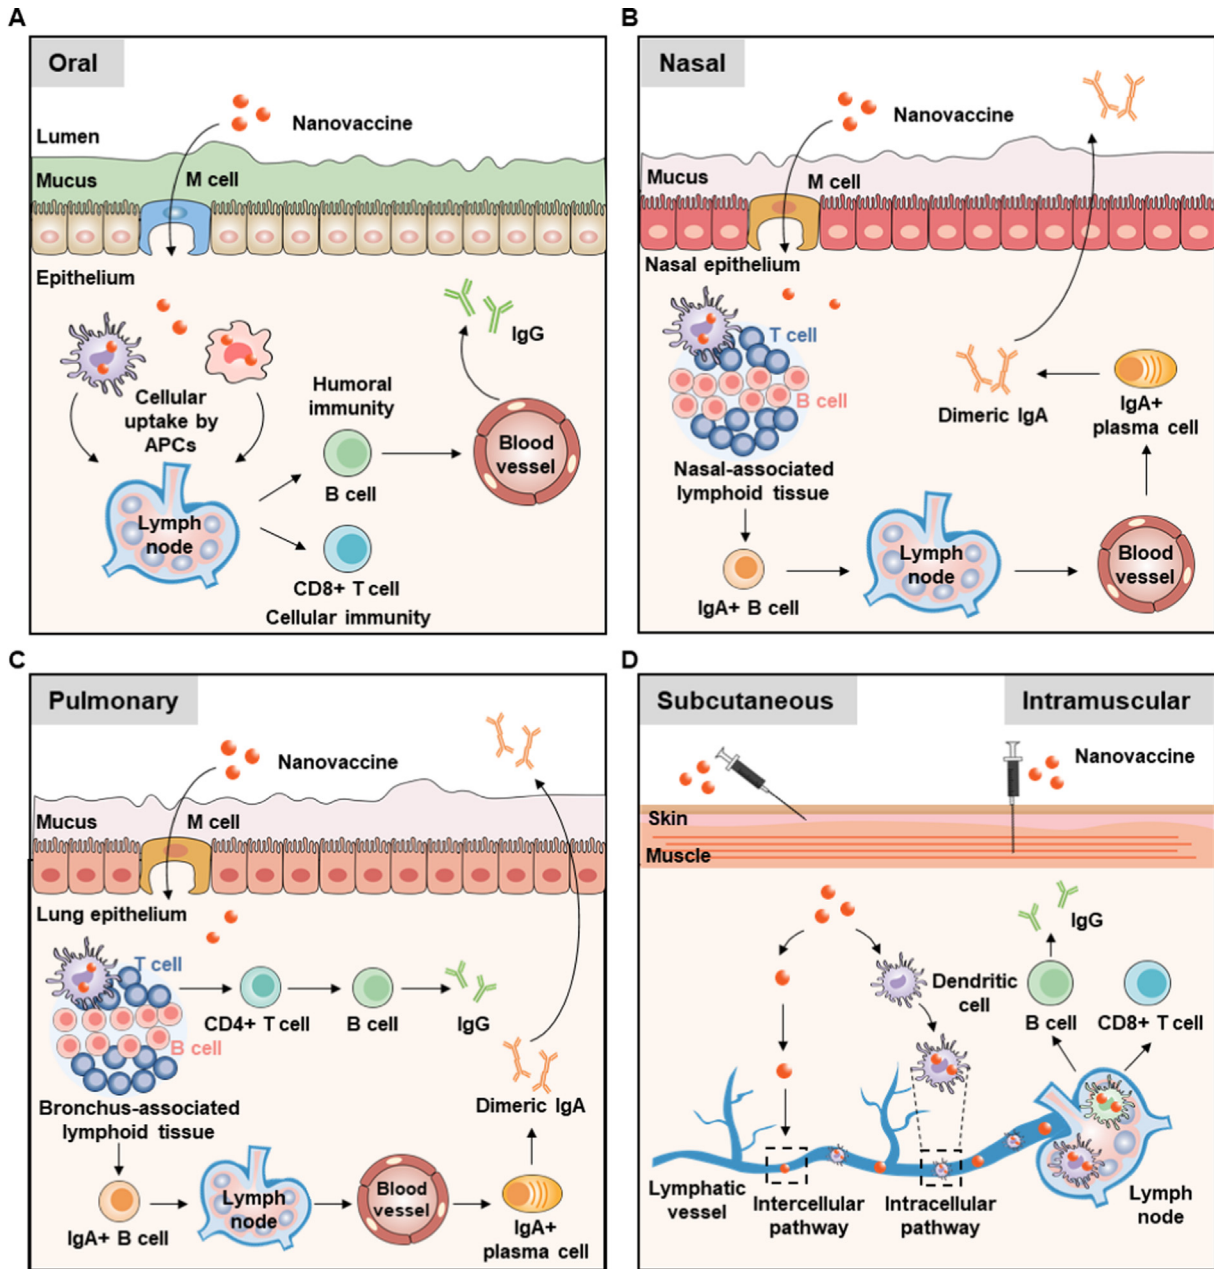 A
Oral
Nanovaccine
Lumen
Mucus
M cell
Epithelium
IgG
Cellular
uptake by
APCs
Humoral
immunity
B cell
Blood
vessel
Lymph
node
CD8+ T cell
Cellular immunity
B
Nasal
Nanovaccine
Mucus
M cell
Nasal epithelium
T cell
B cell
Dimeric IgA
IgA+
plasma cell
Nasal-associated
lymphoid tissue
Lymph
node
Blood
vessel
IgA+ B cell
C
Pulmonary
Nanovaccine
Mucus
M cell
Lung epithelium
T cell
CD4+ T cell
B cell
IgG
B cell
Bronchus-associated
lymphoid tissue
Dimeric IgA
Lymph
node
Blood
vessel
IgA+ B cell
IgA+
plasma cell
D
Subcutaneous
Intramuscular
Nanovaccine
Skin
Muscle
IgG
Dendritic
cell
B cell
CD8+ T cell
Lymphatic
vessel
Intercellular
pathway
Intracellular
pathway
Lymph
node